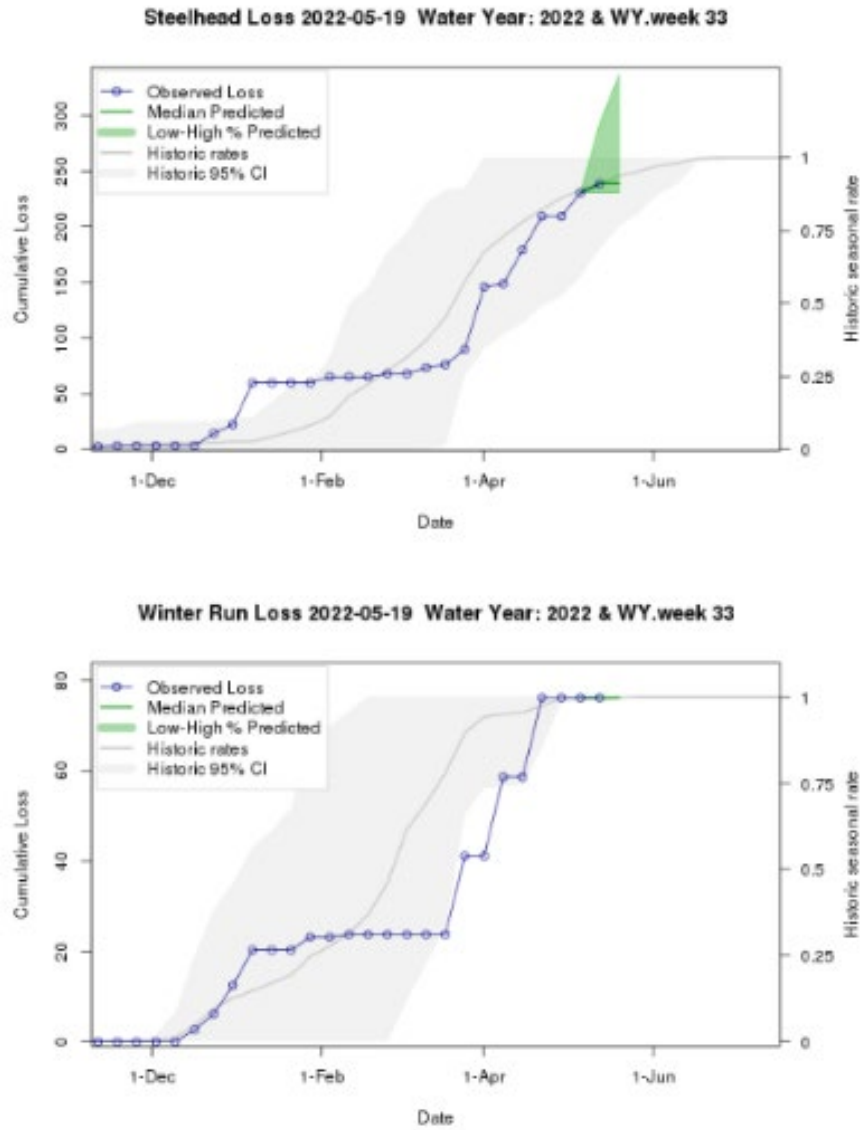 Steelhead Loss 2022-05-19 Water Year: 2022 & WY.week 33
Observed Loss
Median Predicted
Low-High % Predicted
Historic rates
Historic 95% CI
Cumulative Loss
0
50
100
150
200
250
300
Historic seasonal rate
0
0.25
0.5
0.75
1
1-Dec
1-Feb
1-Apr
1-Jun
Date
Winter Run Loss 2022-05-19 Water Year: 2022 & WY.week 33
Observed Loss
Median Predicted
Low-High % Predicted
Historic rates
Historic 95% CI
Cumulative Loss
0
20
40
60
80
Historic seasonal rate
0
0.25
0.5
0.75
1
1-Dec
1-Feb
1-Apr
1-Jun
Date